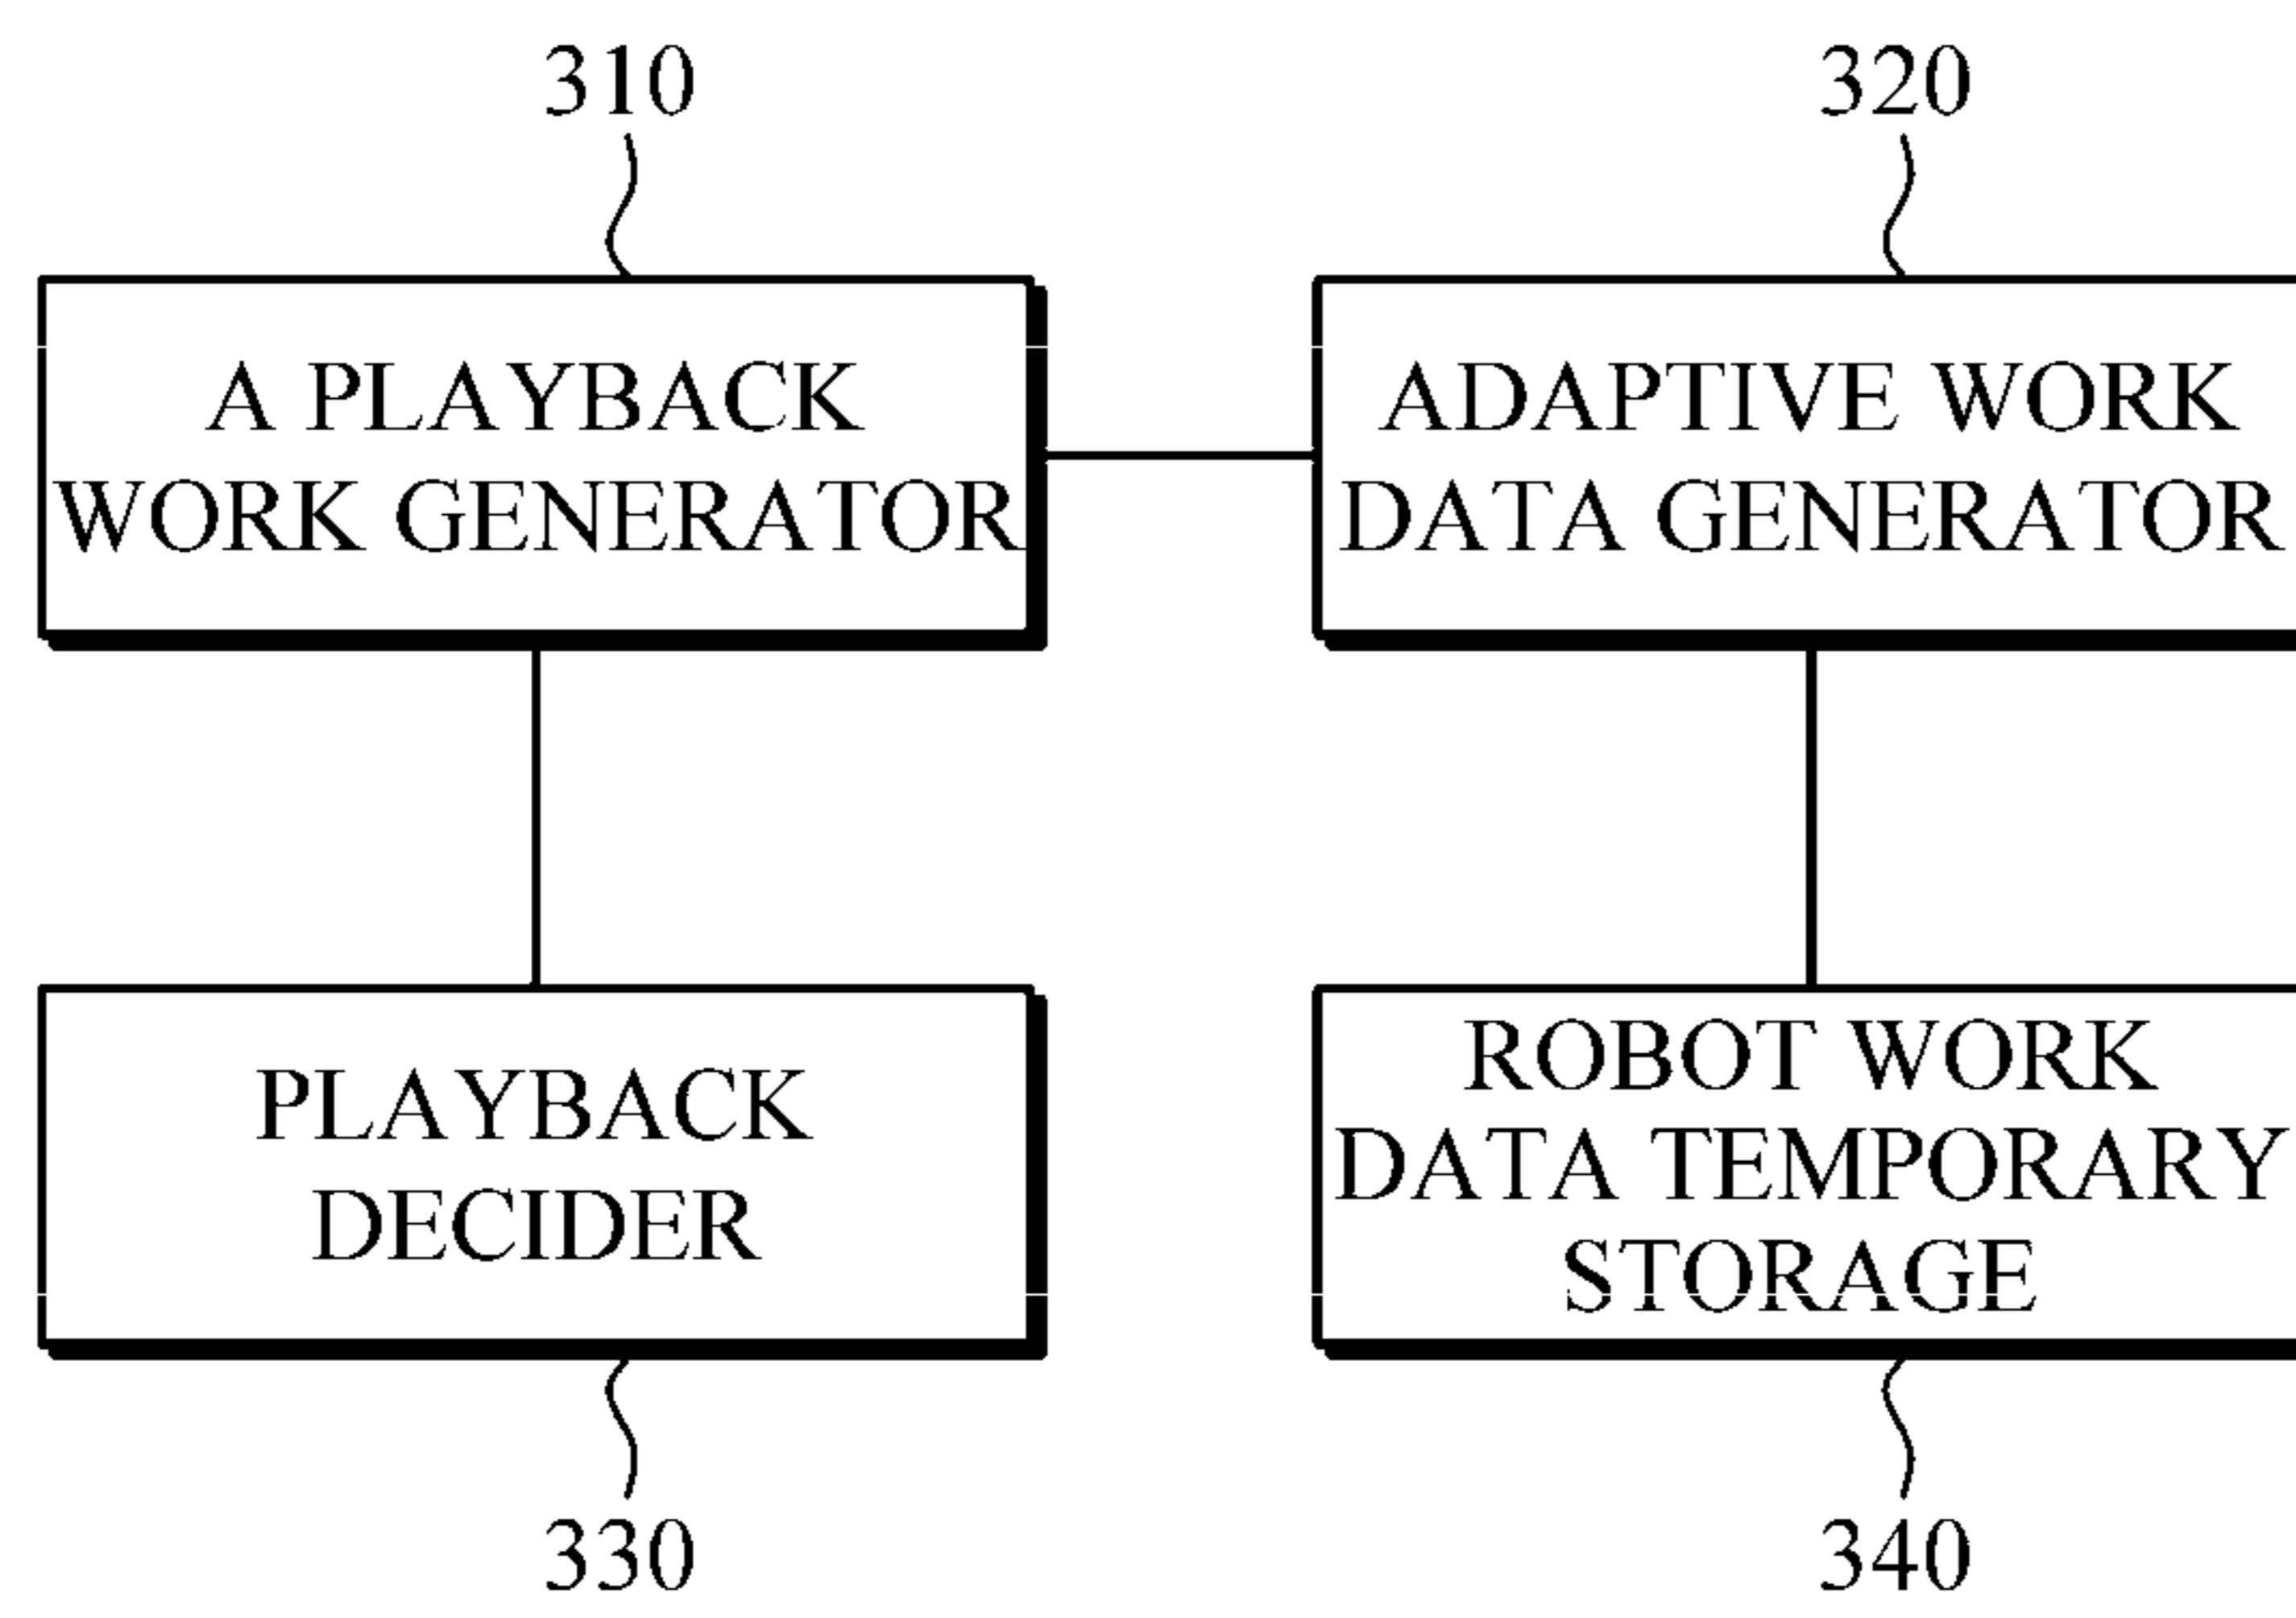 310
320
A PLAYBACK
WORK GENERATOR
ADAPTIVE WORK
DATA GENERATOR
PLAYBACK
DECIDER
ROBOT WORK
DATA TEMPORARY
STORAGE
330
340